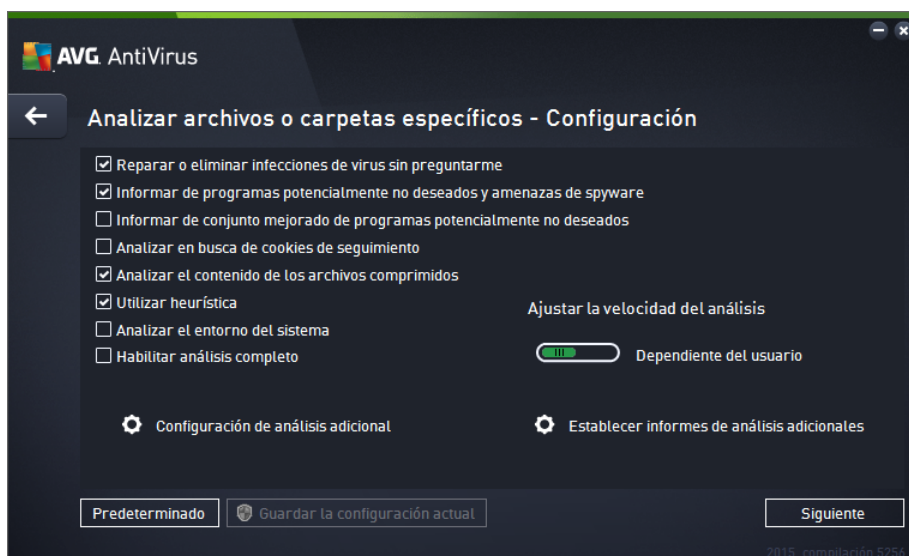 AVG. AntiVirus
Analizar archivos o carpetas específicos - Configuración
Reparar o eliminar infecciones de virus sin preguntarme
Informar de programas potencialmente no deseados y amenazas de spyware
Informar de conjunto mejorado de programas potencialmente no deseados
Analizar en busca de cookies de seguimiento
Analizar el contenido de los archivos comprimidos
Utilizar heurística
Analizar el entorno del sistema
Habilitar análisis completo
Ajustar la velocidad del análisis
Dependiente del usuario
Configuración de análisis adicional
Establecer informes de análisis adicionales
Predeterminado
Guardar la configuración actual
Siguiente
2015, compilación 5256